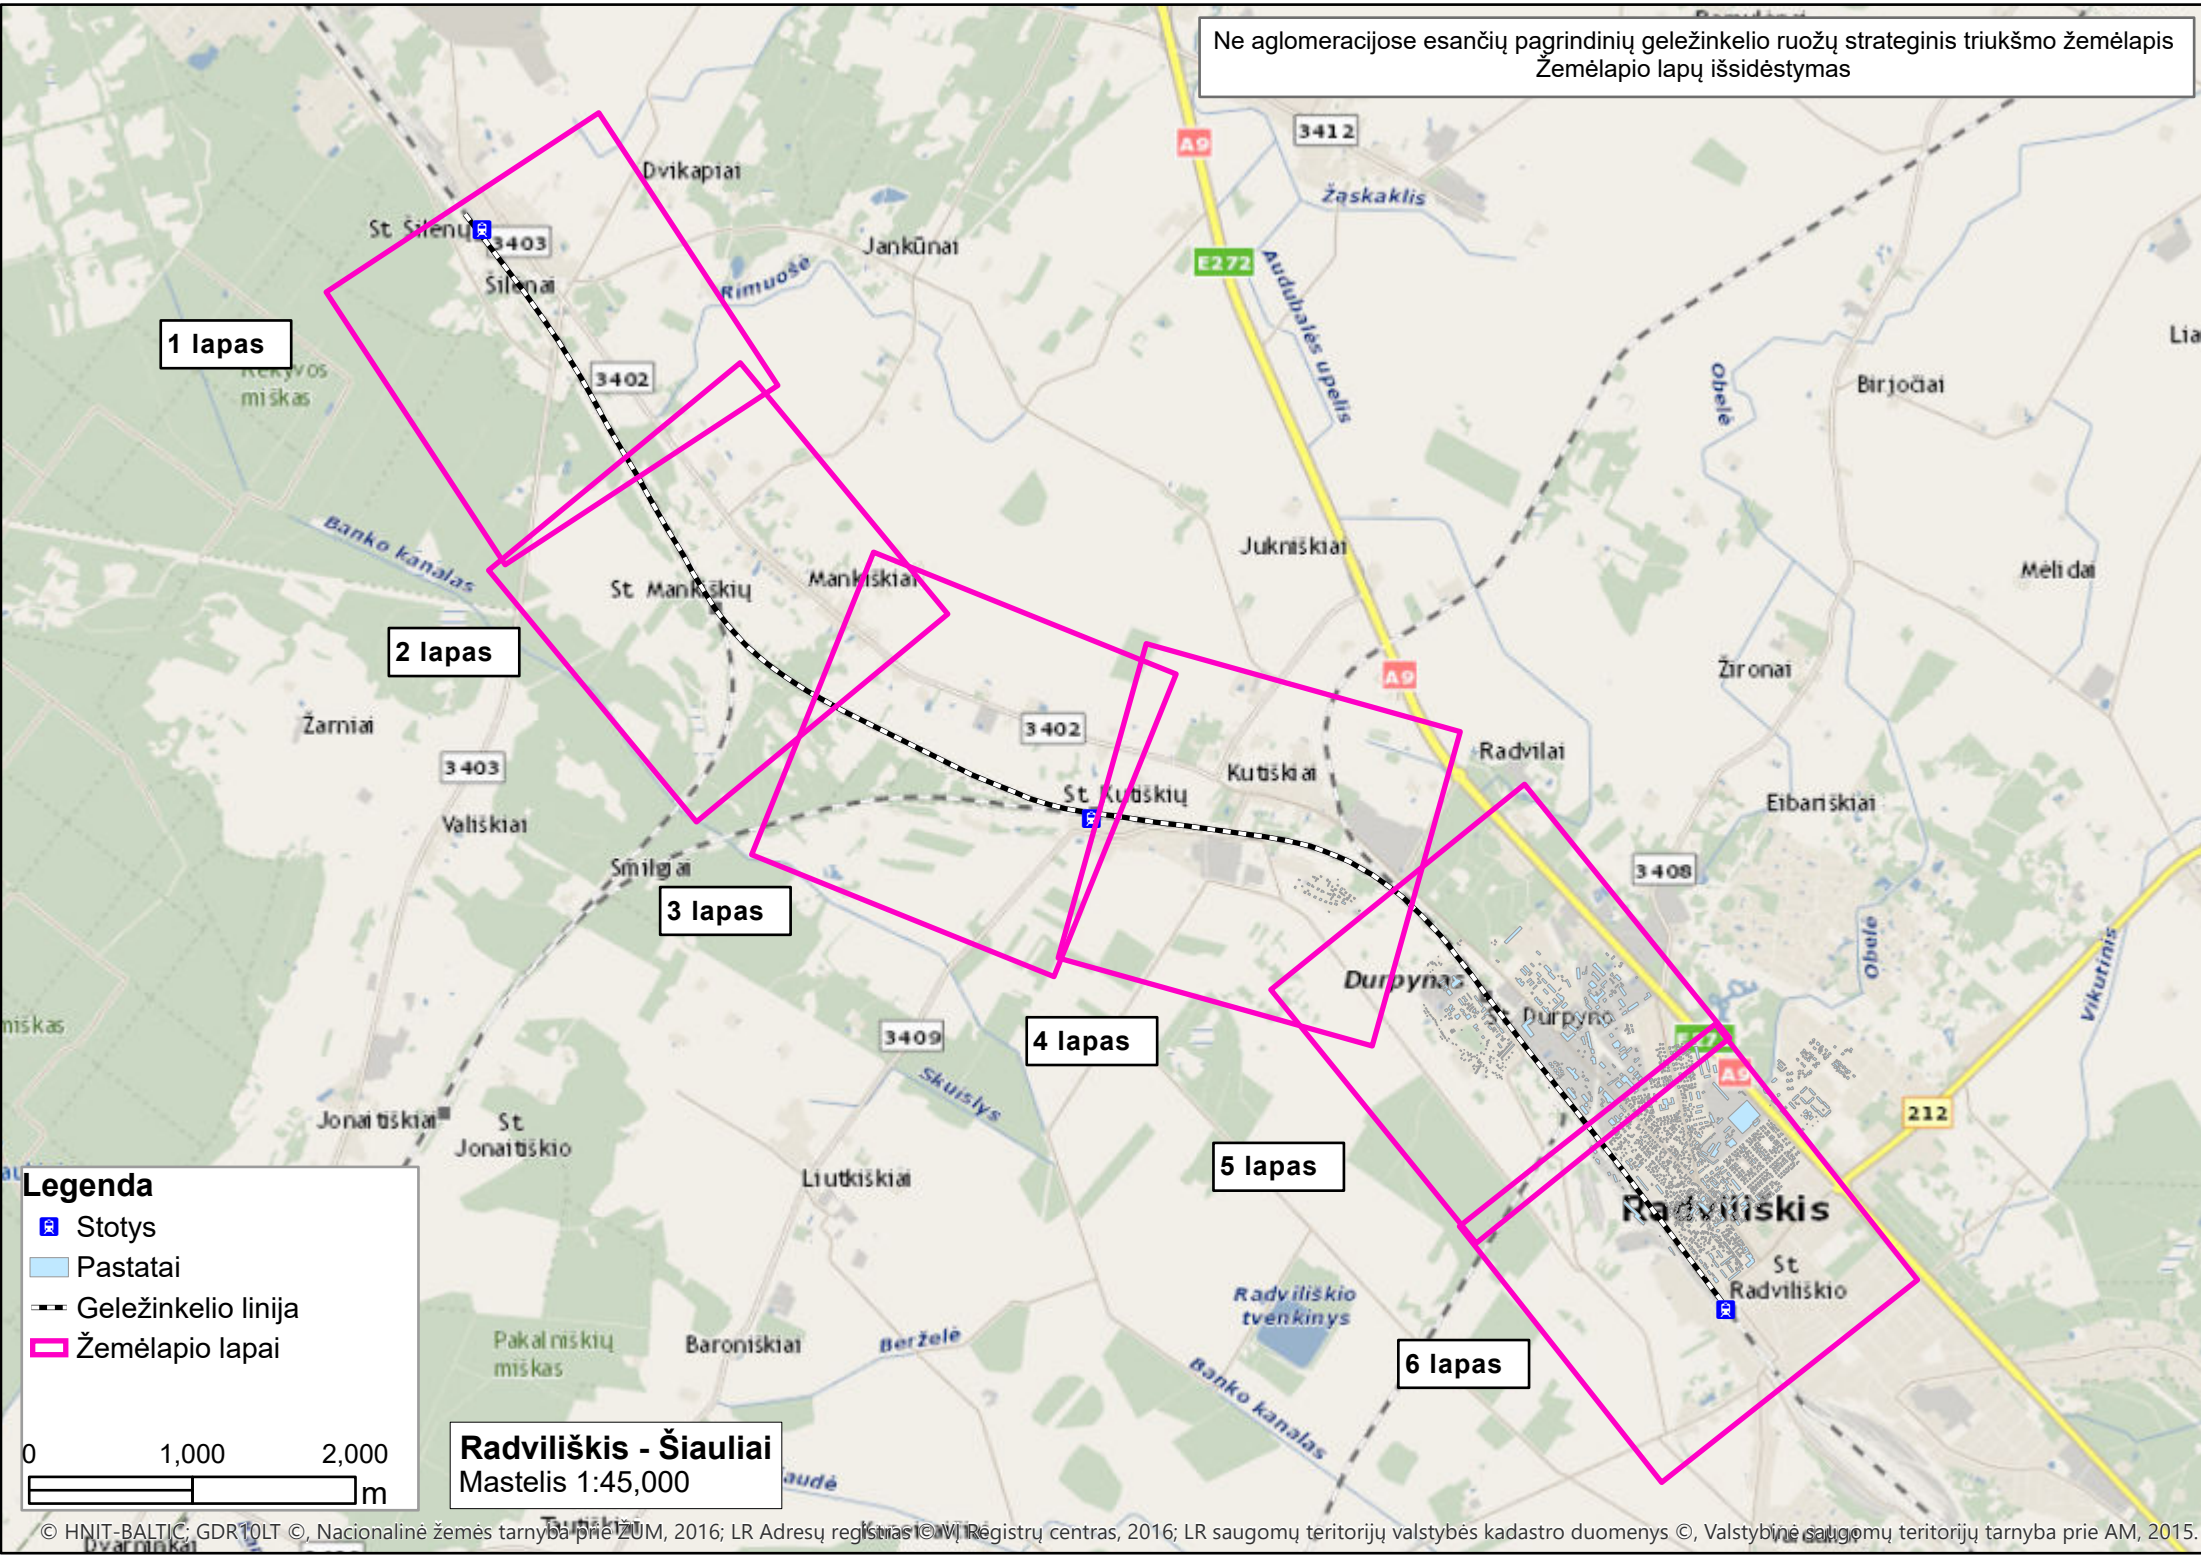 Ne aglomeracijose esančių pagrindinių geležinkelio ruožų strateginis triukšmo žemėlapis
Žemėlapio lapų išsidėstymas
3412
A9
Dvikapiai
Žaskaklis
St Šilėnų
3403
Jankūnai
E272
Rimuošė
Šilėnai
Audubalės upelis
1 lapas
Rėkyvos
miškas
3402
Obelė
Birjočiai
Banko kanalas
Jukniškiai
St Mankiškių
Mankiškiai
Mėlidai
2 lapas
Žironai
A9
Žarniai
3402
Radvilai
3403
Kutiškiai
St Kutiškių
Eibariškiai
Vališkiai
Smilgiai
3408
3 lapas
Obelė
Vikutinis
Durpynas
St Durpyno
miškas
3409
4 lapas
A9
Skuislys
212
Jonaitiškiai
St
Jonaitiškio
5 lapas
Liutkiškiai
Radviliškis
St
Radviliškio
Radviliškio
tvenkinys
Pakalniškių
miškas
Baroniškiai
Beržėlė
6 lapas
Banko kanalas
Legenda
Stotys
Pastatai
Geležinkelio linija
Žemėlapio lapai
0 1,000 2,000
m
Radviliškis - Šiauliai
Mastelis 1:45,000
© HNIT-BALTIC; GDR10LT ©, Nacionalinė žemės tarnyba prie ŽŪM, 2016; LR Adresų registras © VĮ Registrų centras, 2016; LR saugomų teritorijų valstybės kadastro duomenys ©, Valstybinė saugomų teritorijų tarnyba prie AM, 2015.